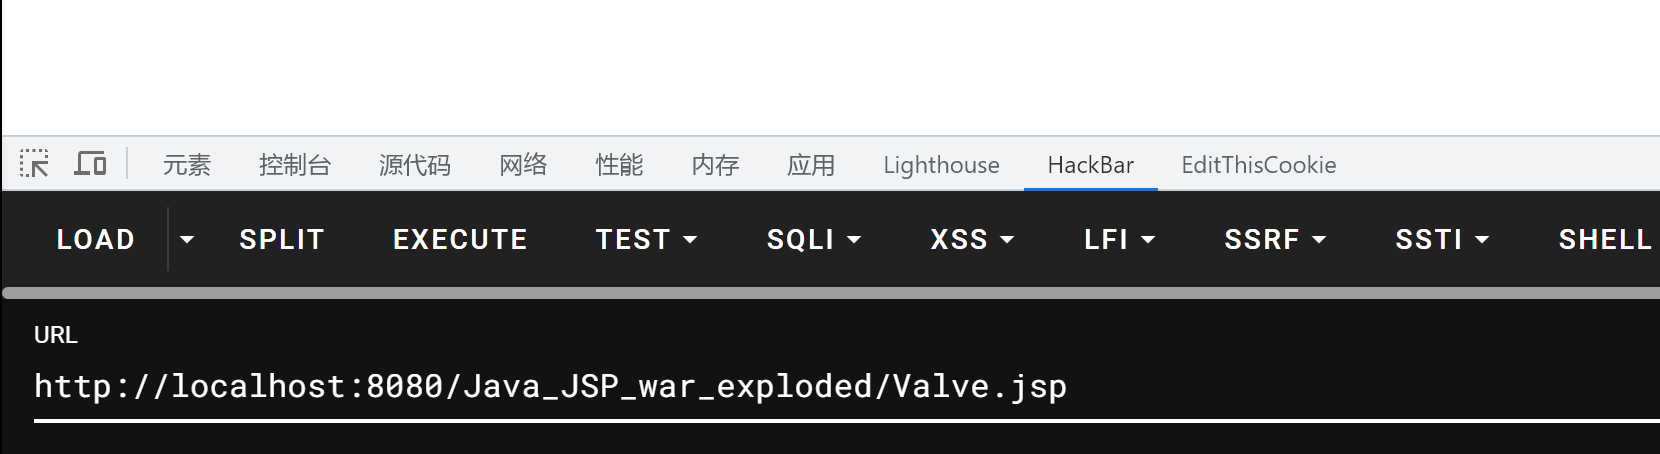 元素 控制台 源代码 网络 性能 内存 应用 Lighthouse HackBar EditThisCookie
LOAD SPLIT EXECUTE TEST SQLI XSS LFI SSRF SSTI SHELL
URL
http://localhost:8080/Java_JSP_war_exploded/Valve.jsp